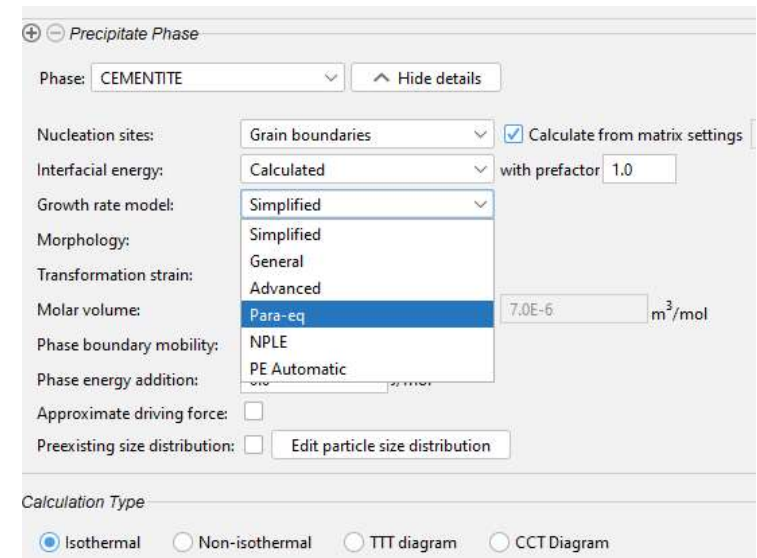 Precipitate Phase
Phase: CEMENTITE Hide details
Nucleation sites: Grain boundaries Calculate from matrix settings
Interfacial energy: Calculated with prefactor 1.0
Growth rate model: Simplified
Morphology: Simplified
General
Transformation strain:
Advanced
Molar volume: Para-eq 7.0E-6 m³/mol
Phase boundary mobility: NPLE
PE Automatic
Phase energy addition:
Approximate driving force:
Preexisting size distribution: Edit particle size distribution
Calculation Type
Isothermal Non-isothermal TTT diagram CCT Diagram